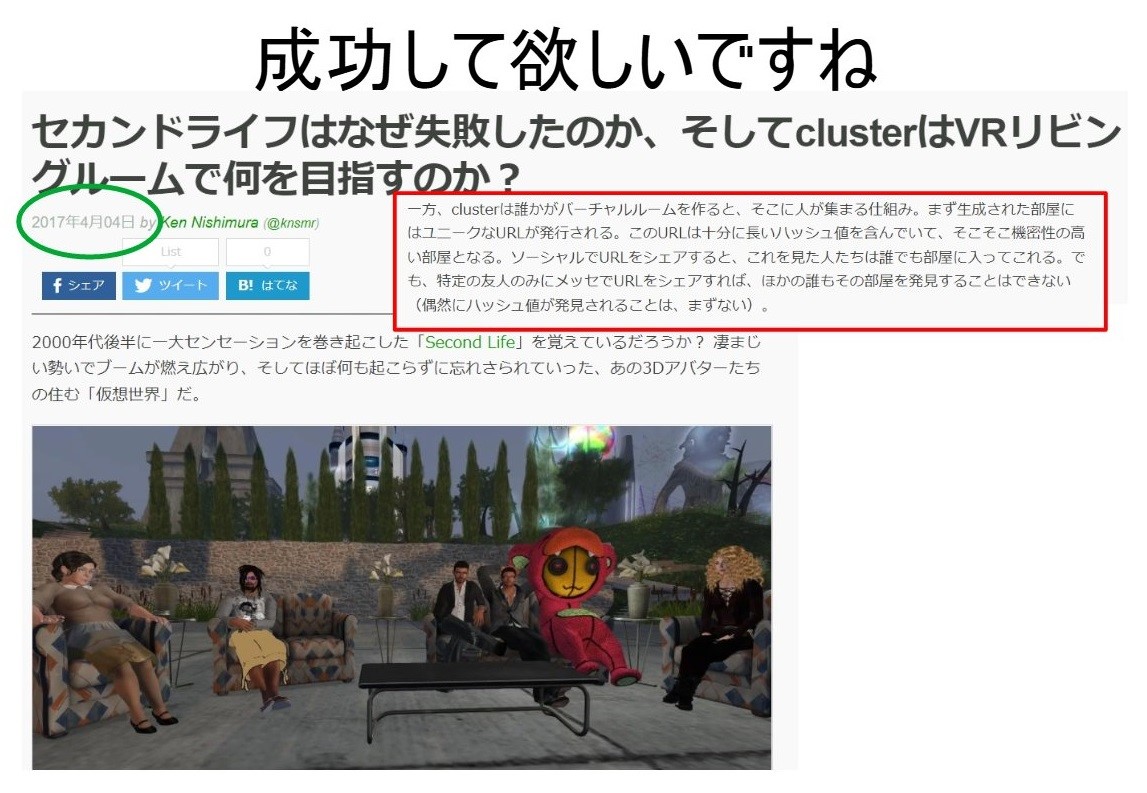 成功して欲しいですね
セカンドライフはなぜ失敗したのか、そしてclusterはVRリビン
グルームで何を目指すのか？
2017年4月04日 by Ken Nishimura (@knsmr)
List
0
シェア
ツイート
B! はてな
一方、clusterは誰かがバーチャルルームを作ると、そこに人が集まる仕組み。まず生成された部屋に
はユニークなURLが発行される。このURLは十分に長いハッシュ値を含んでいて、そこそこ機密性の高
い部屋となる。ソーシャルでURLをシェアすると、これを見た人たちは誰でも部屋に入ってこれる。で
も、特定の友人のみにメッセでURLをシェアすれば、ほかの誰もその部屋を発見することはできない
（偶然にハッシュ値が発見されることは、まずない）。
2000年代後半に一大センセーションを巻き起こした「Second Life」を覚えているだろうか？ 凄まじ
い勢いでブームが燃え広がり、そしてほぼ何も起こらずに忘れさられていった、あの3Dアバターたち
の住む「仮想世界」だ。